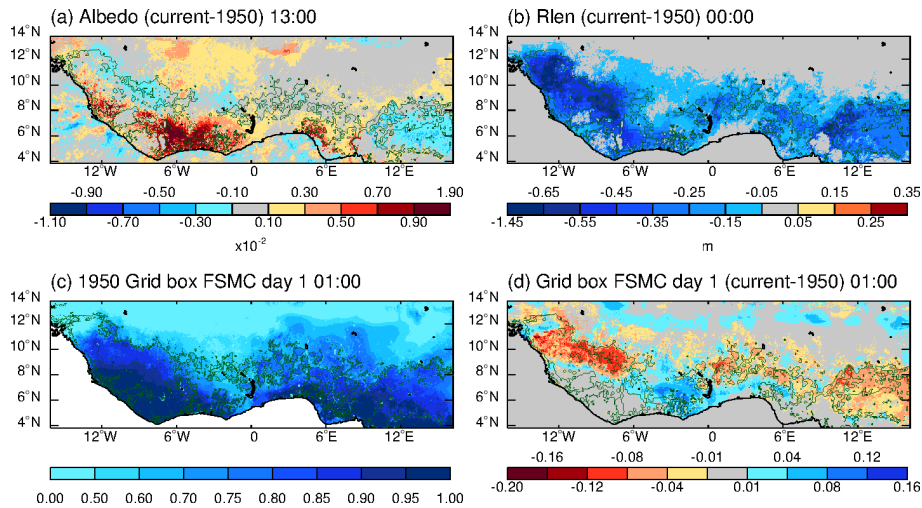 (a) Albedo (current-1950) 13:00
14°N
12°N
10°N
8°N
6°N
4°N
12°W 6°W 0 6°E 12°E
-0.90 -0.50 -0.10 0.30 0.70 1.90
-1.10 -0.70 -0.30 0.10 0.50 0.90
x10-2
(b) Rlen (current-1950) 00:00
14°N
12°N
10°N
8°N
6°N
4°N
12°W 6°W 0°W 6°E 12°E
-0.65 -0.45 -0.25 -0.05 0.15 0.35
-1.45 -0.55 -0.35 -0.15 0.05 0.25
m
(c) 1950 Grid box FSMC day 1 01:00
14°N
12°N
10°N
8°N
6°N
4°N
12°W 6°W 0 6°E 12°E
0.00 0.50 0.60 0.70 0.75 0.80 0.85 0.90 0.95 1.00
(d) Grid box FSMC day 1 (current-1950) 01:00
14°N
12°N
10°N
8°N
6°N
4°N
12°W 6°W 0°W 6°E 12°E
-0.16 -0.08 -0.01 0.04 0.12
-0.20 -0.12 -0.04 0.01 0.08 0.16